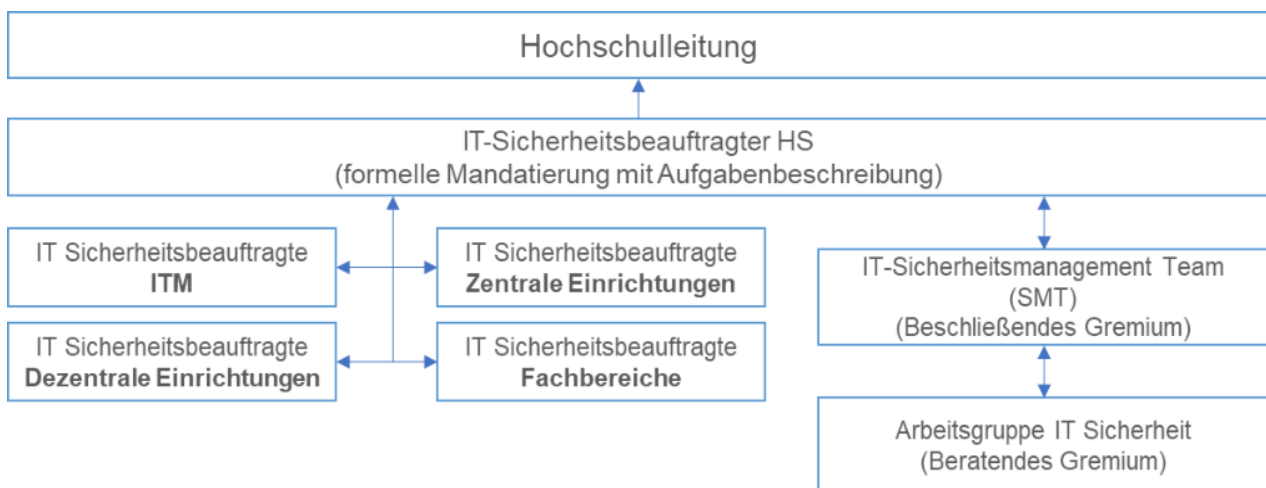 Hochschulleitung
IT-Sicherheitsbeauftragter HS
(formelle Mandatierung mit Aufgabenbeschreibung)
IT Sicherheitsbeauftragte
ITM
IT Sicherheitsbeauftragte
Zentrale Einrichtungen
IT Sicherheitsbeauftragte
Dezentrale Einrichtungen
IT Sicherheitsbeauftragte
Fachbereiche
IT-Sicherheitsmanagement Team
(SMT)
(Beschließendes Gremium)
Arbeitsgruppe IT Sicherheit
(Beratendes Gremium)